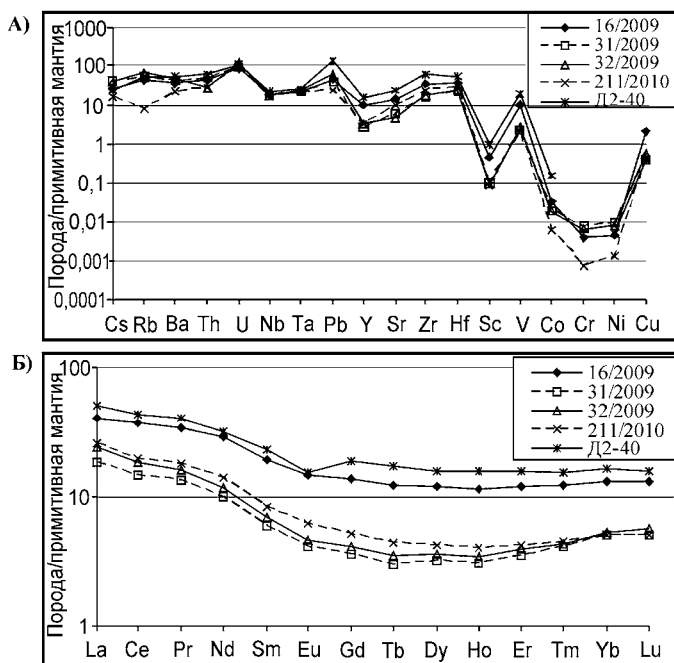 А)
Порода/примитивная мантия
1000
100
10
1
0,1
0,01
0,001
0,0001
16/2009
31/2009
32/2009
211/2010
Д2-40
Cs Rb Ba Th U Nb Ta Pb Y Sr Zr Hf Sc V Co Cr Ni Cu
Б)
Порода/примитивная мантия
100
10
1
16/2009
31/2009
32/2009
211/2010
Д2-40
La Ce Pr Nd Sm Eu Gd Tb Dy Ho Er Tm Yb Lu